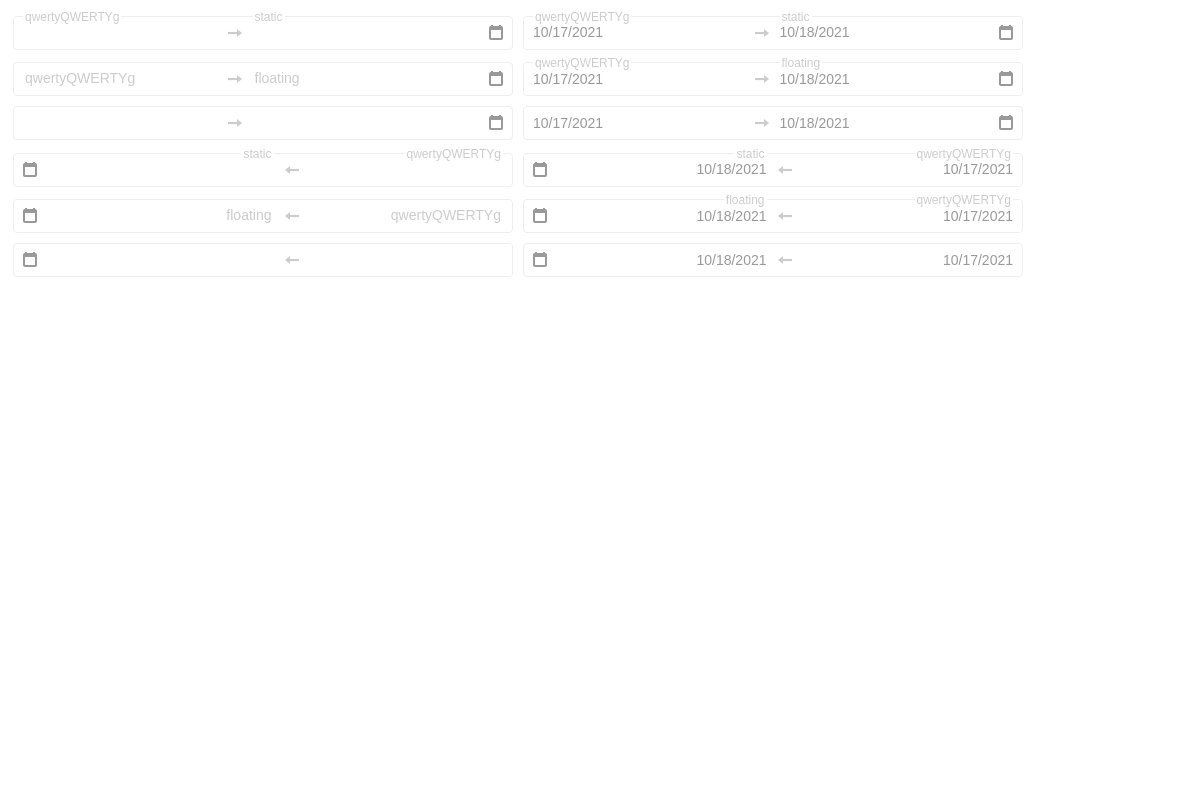 qwertyQWERTYg static qwertyQWERTYg static
10/17/2021 10/18/2021
qwertyQWERTYg floating
qwertyQWERTYg floating 10/17/2021 10/18/2021
10/17/2021 10/18/2021
static qwertyQWERTYg static qwertyQWERTYg
10/18/2021 10/17/2021
floating qwertyQWERTYg
floating qwertyQWERTYg 10/18/2021 10/17/2021
10/18/2021 10/17/2021